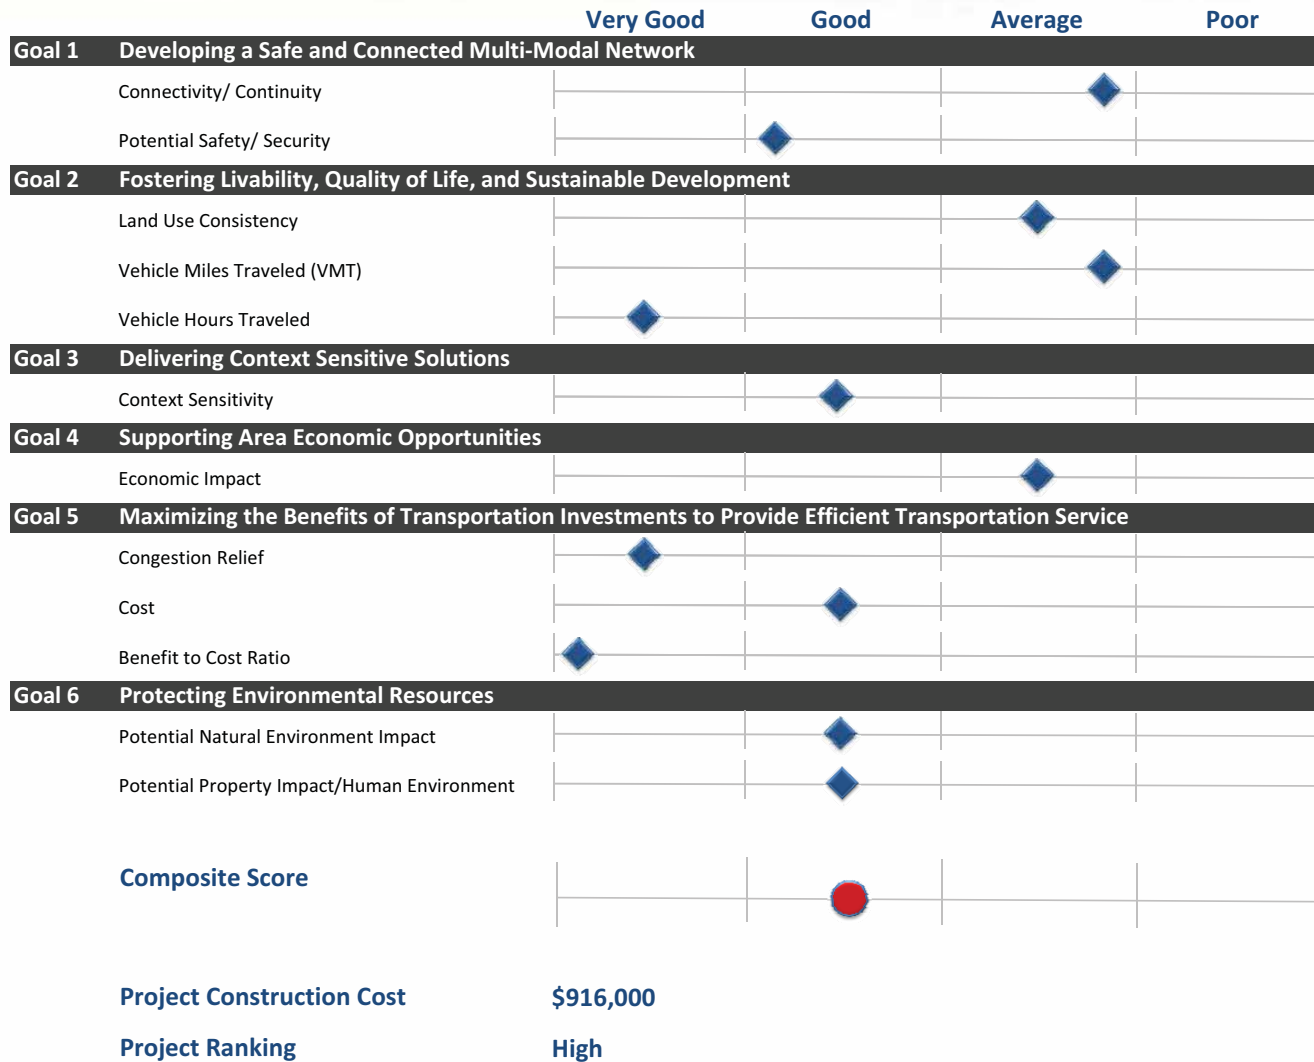 Very Good Good Average Poor
Goal 1 Developing a Safe and Connected Multi-Modal Network
Connectivity/ Continuity
Potential Safety/ Security
Goal 2 Fostering Livability, Quality of Life, and Sustainable Development
Land Use Consistency
Vehicle Miles Traveled (VMT)
Vehicle Hours Traveled
Goal 3 Delivering Context Sensitive Solutions
Context Sensitivity
Goal 4 Supporting Area Economic Opportunities
Economic Impact
Goal 5 Maximizing the Benefits of Transportation Investments to Provide Efficient Transportation Service
Congestion Relief
Cost
Benefit to Cost Ratio
Goal 6 Protecting Environmental Resources
Potential Natural Environment Impact
Potential Property Impact/Human Environment
Composite Score
Project Construction Cost $916,000
Project Ranking High